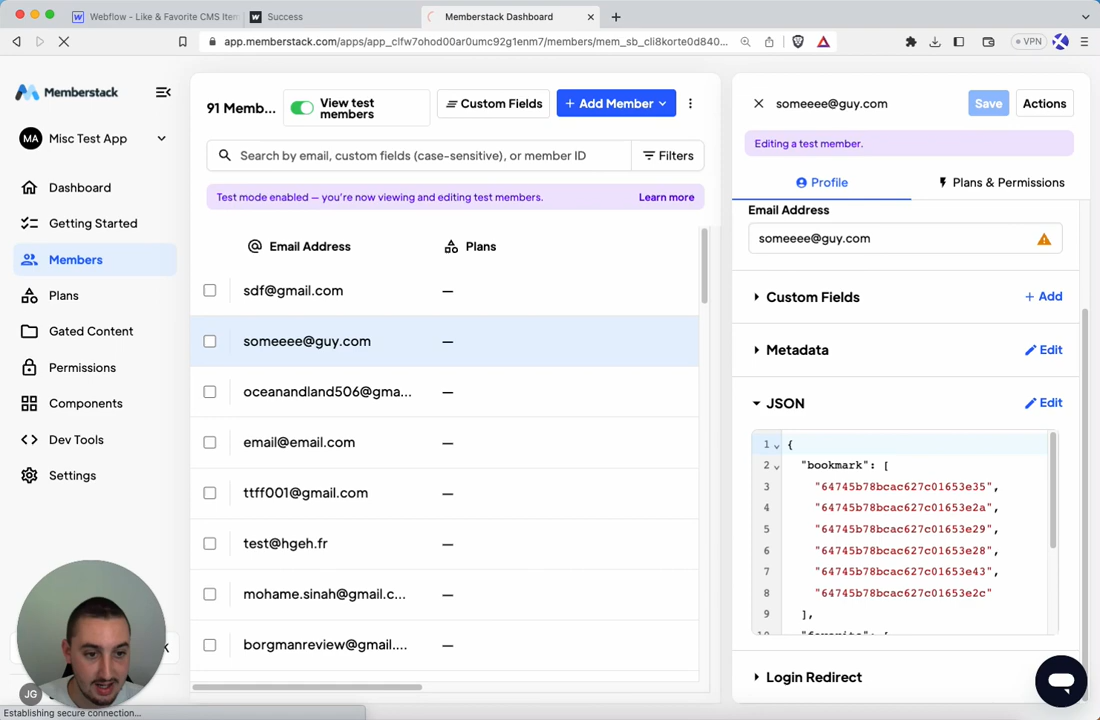 Webflow - Like & Favorite CMS Item
Success
Memberstack Dashboard
app.memberstack.com/apps/app_clfw7ohod00ar0umc92g1enm7/members/mem_sb_cli8korte0d840...
VPN
Memberstack
MA Misc Test App
Dashboard
Getting Started
Members
Plans
Gated Content
Permissions
Components
Dev Tools
Settings
JG
Establishing secure connection...
91 Memb...
View test
members
Custom Fields
+ Add Member
Search by email, custom fields (case-sensitive), or member ID
Filters
Test mode enabled — you're now viewing and editing test members.
Learn more
Email Address
Plans
sdf@gmail.com —
someeee@guy.com —
oceanandland506@gma... —
email@email.com —
ttff001@gmail.com —
test@hgeh.fr —
mohame.sinah@gmail.c... —
borgmanreview@gmail.... —
someeee@guy.com
Save
Actions
Editing a test member.
Profile
Plans & Permissions
Email Address
someeee@guy.com
Custom Fields
+ Add
Metadata
Edit
JSON
Edit
1 {
2 "bookmark": [
3 "64745b78bcac627c01653e35",
4 "64745b78bcac627c01653e2a",
5 "64745b78bcac627c01653e29",
6 "64745b78bcac627c01653e28",
7 "64745b78bcac627c01653e43",
8 "64745b78bcac627c01653e2c"
9 ],
10 "favorite": [
Login Redirect